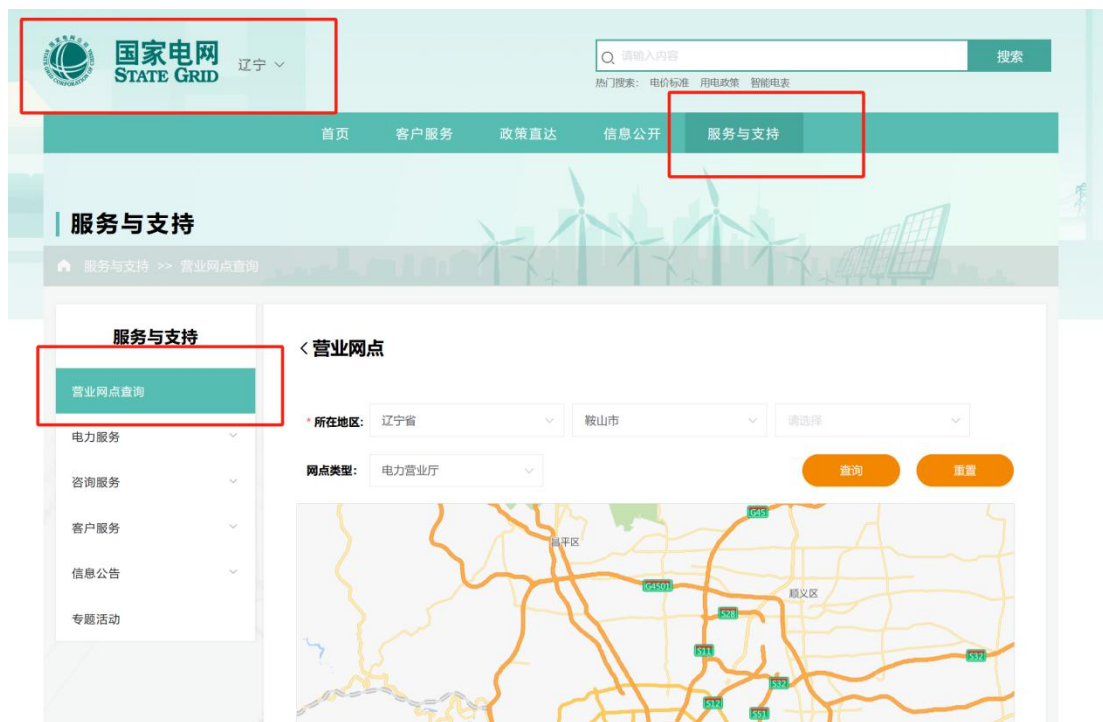 国家电网
STATE GRID
辽宁
请输入内容
搜索
热门搜索: 电价标准 用电政策 智能电表
首页 客户服务 政策直达 信息公开 服务与支持
服务与支持
服务与支持 >> 营业网点查询
服务与支持
营业网点查询
电力服务
咨询服务
客户服务
信息公告
专题活动
<营业网点
* 所在地区: 辽宁省 鞍山市 请选择
网点类型: 电力营业厅 查询 重置
G45
昌平区
G4501
顺义区
S28
S11
S32
S32
S12
S51